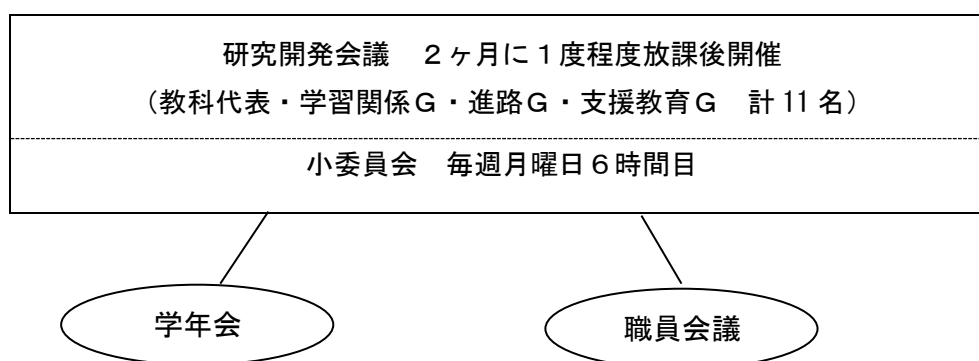 研究開発会議　２ヶ月に１度程度放課後開催
（教科代表・学習関係Ｇ・進路Ｇ・支援教育Ｇ　計 11 名）
小委員会　毎週月曜日６時間目
学年会
職員会議